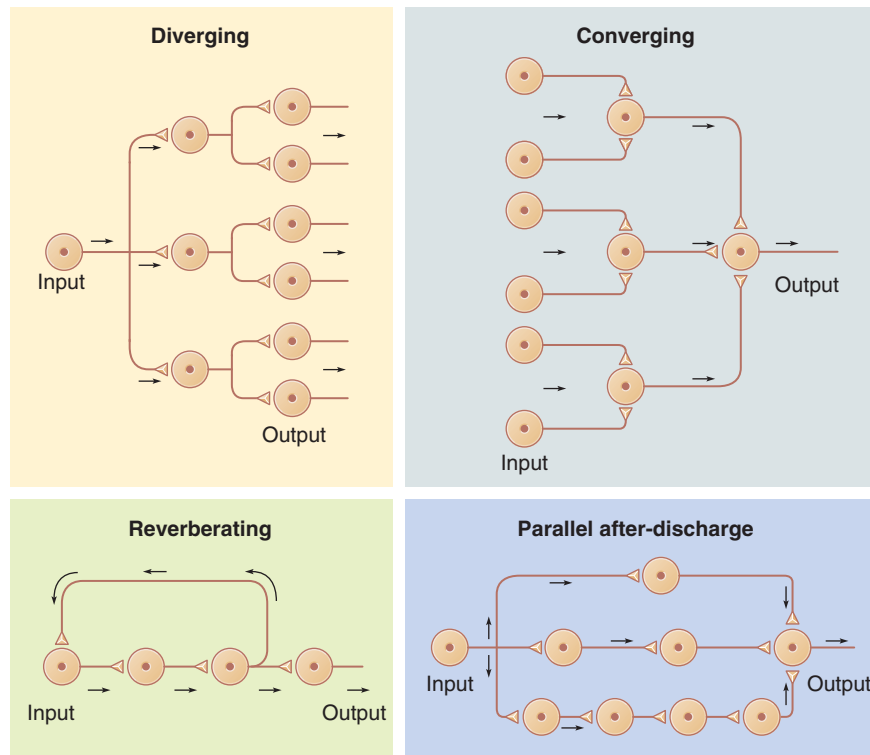 Diverging
Input
Output
Converging
Output
Input
Reverberating
Input
Output
Parallel after-discharge
Input
Output